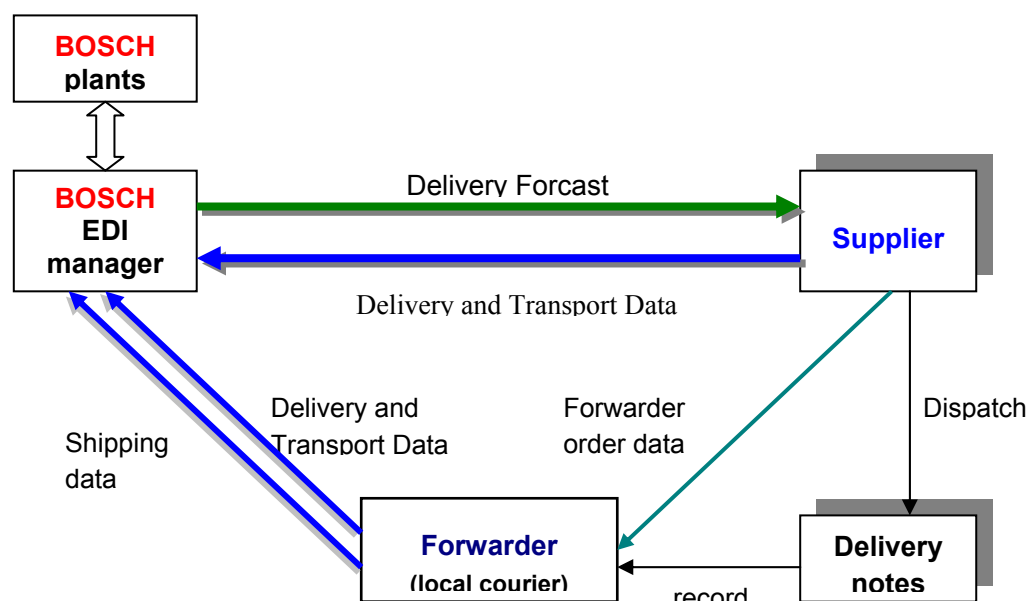 BOSCH
plants
BOSCH
EDI
manager
Delivery Forcast
Supplier
Delivery and Transport Data
Shipping
data
Delivery and
Transport Data
Forwarder
order data
Dispatch
Forwarder
(local courier)
record
Delivery
notes